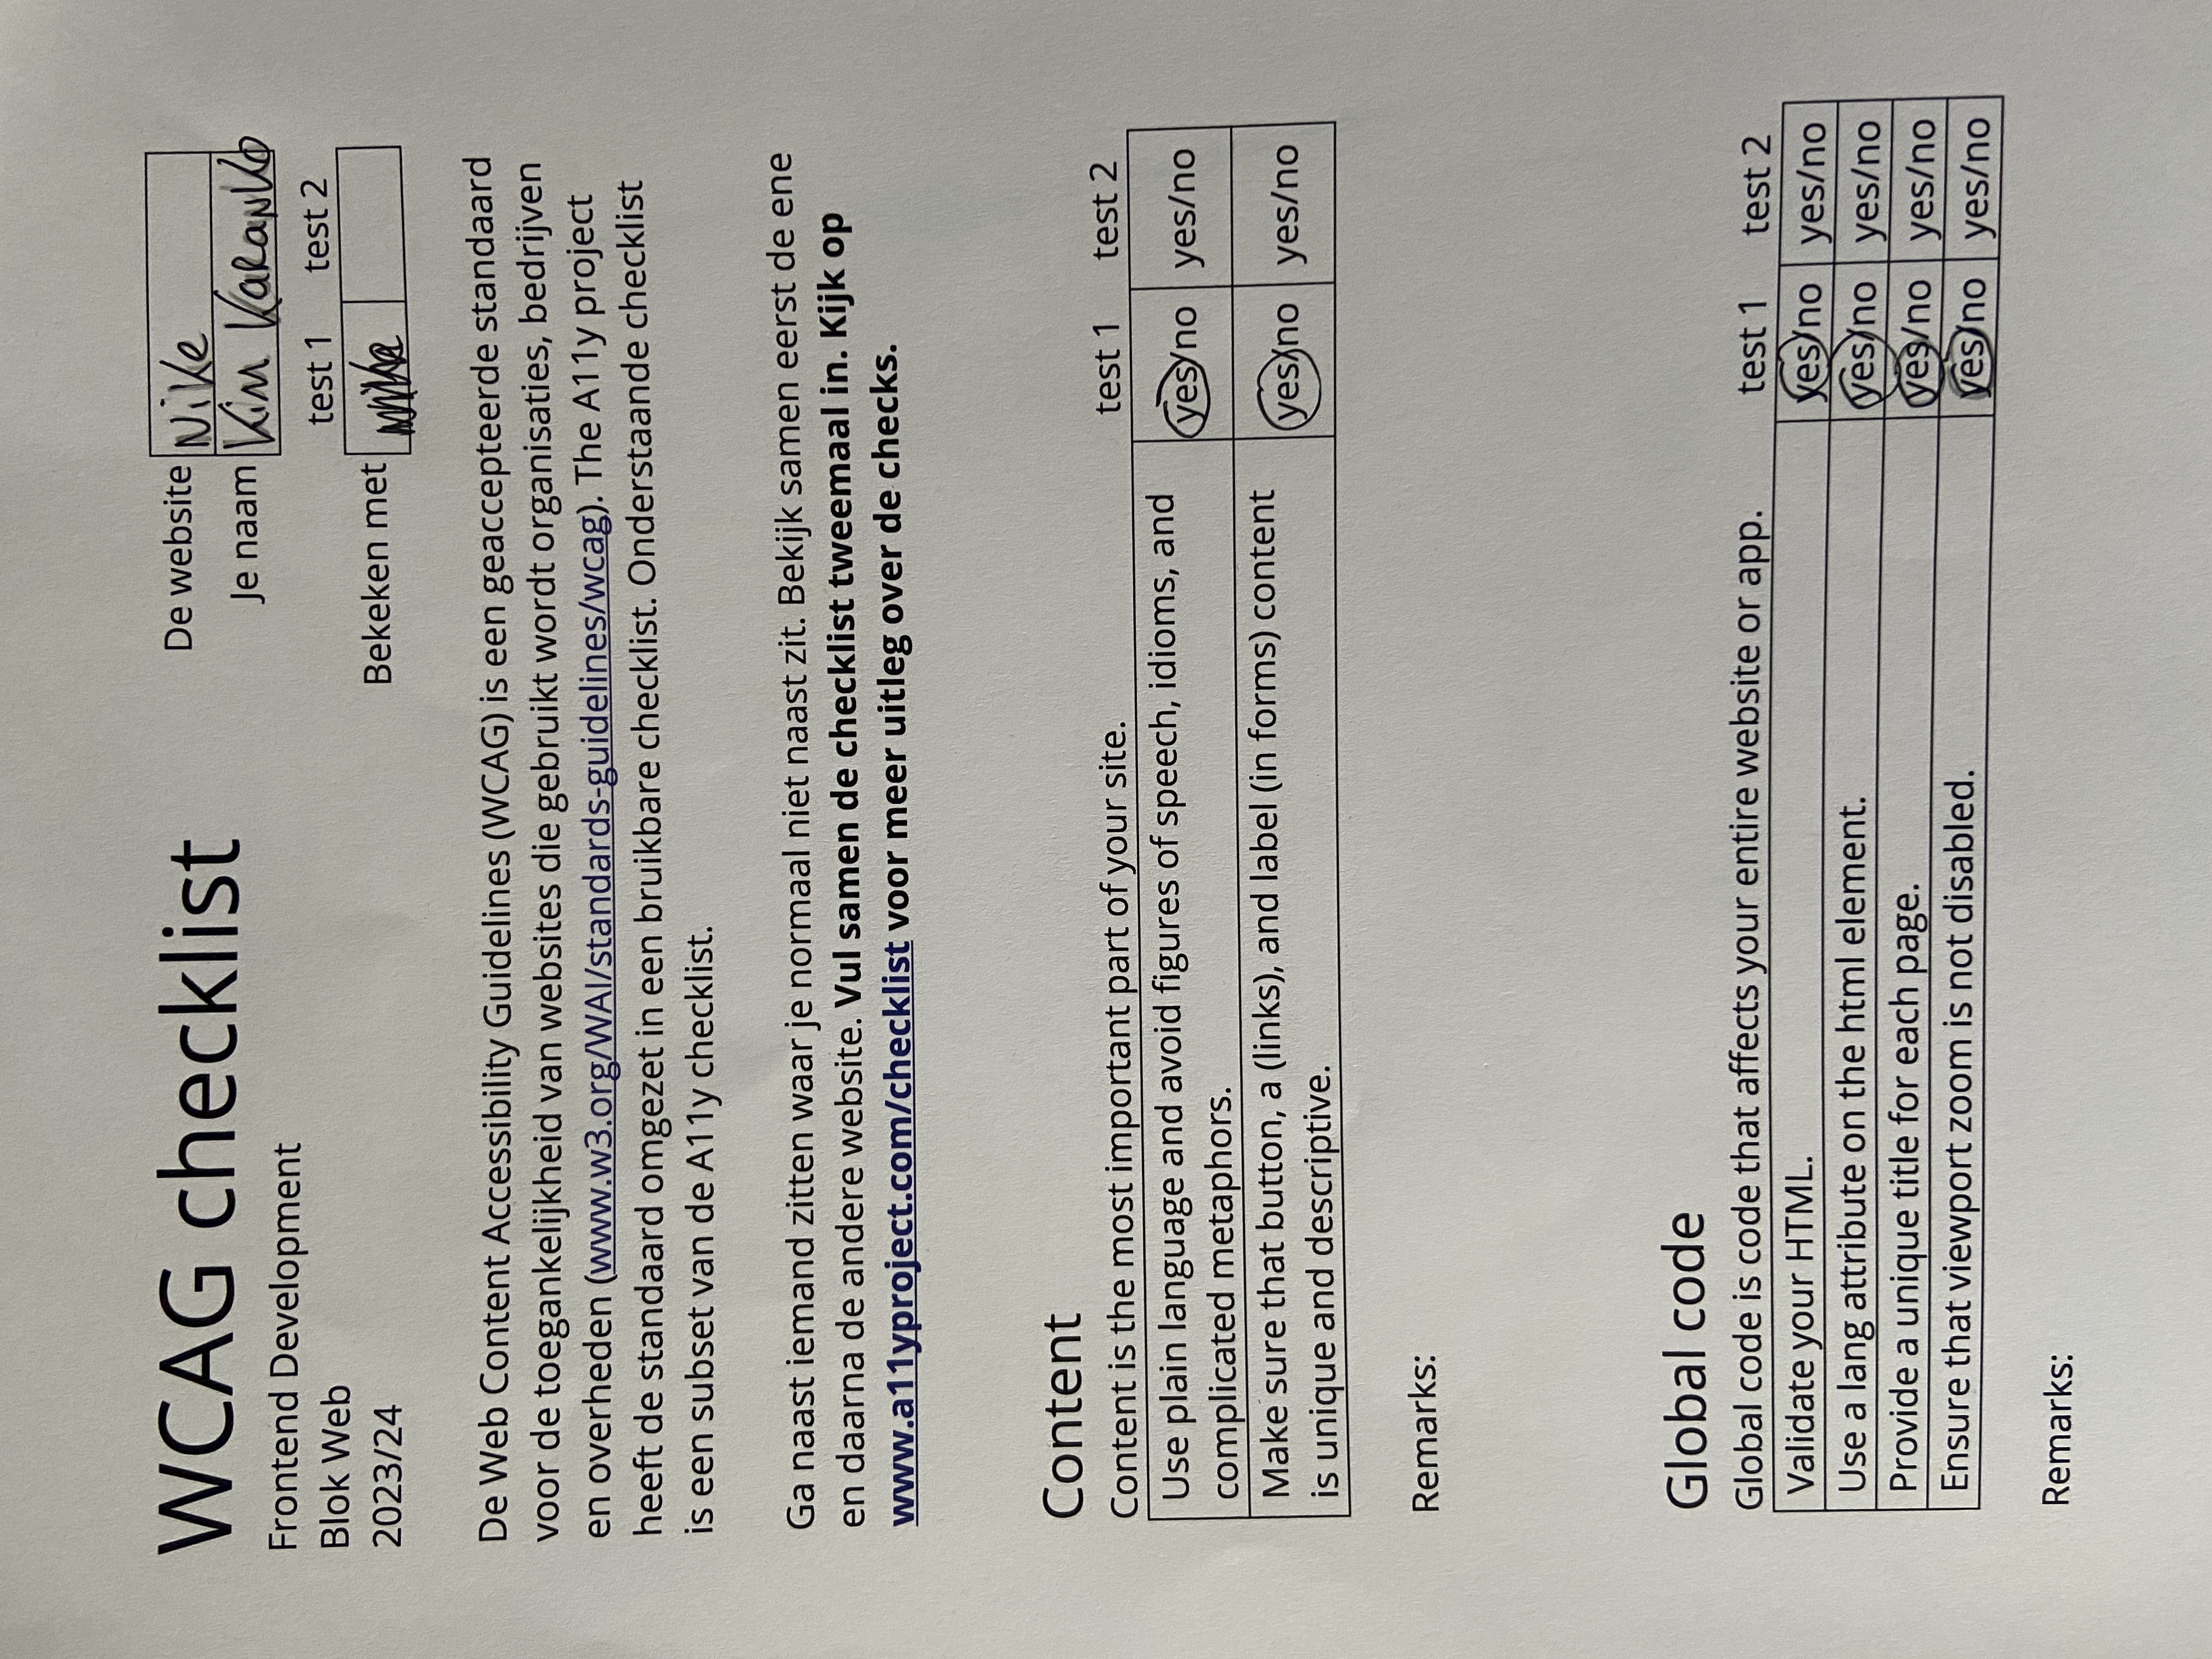 WCAG checklist
Frontend Development
Blok Web
2023/24
De website Nike
Je naam Kim Karanko
test 1 test 2
Bekeken met
De Web Content Accessibility Guidelines (WCAG) is een geaccepteerde standaard
voor de toegankelijkheid van websites die gebruikt wordt organisaties, bedrijven
en overheden (www.w3.org/WAI/standards-guidelines/wcag). The A11y project
heeft de standaard omgezet in een bruikbare checklist. Onderstaande checklist
is een subset van de A11y checklist.
Ga naast iemand zitten waar je normaal niet naast zit. Bekijk samen eerst de ene
en daarna de andere website. Vul samen de checklist tweemaal in. Kijk op
www.a11yproject.com/checklist voor meer uitleg over de checks.
Content
Content is the most important part of your site. test 1 test 2
Use plain language and avoid figures of speech, idioms, and
complicated metaphors. yes/no yes/no
Make sure that button, a (links), and label (in forms) content
is unique and descriptive. yes/no yes/no
Remarks:
Global code
Global code is code that affects your entire website or app. test 1 test 2
Validate your HTML. yes/no yes/no
Use a lang attribute on the html element. yes/no yes/no
Provide a unique title for each page. yes/no yes/no
Ensure that viewport zoom is not disabled. yes/no yes/no
Remarks: